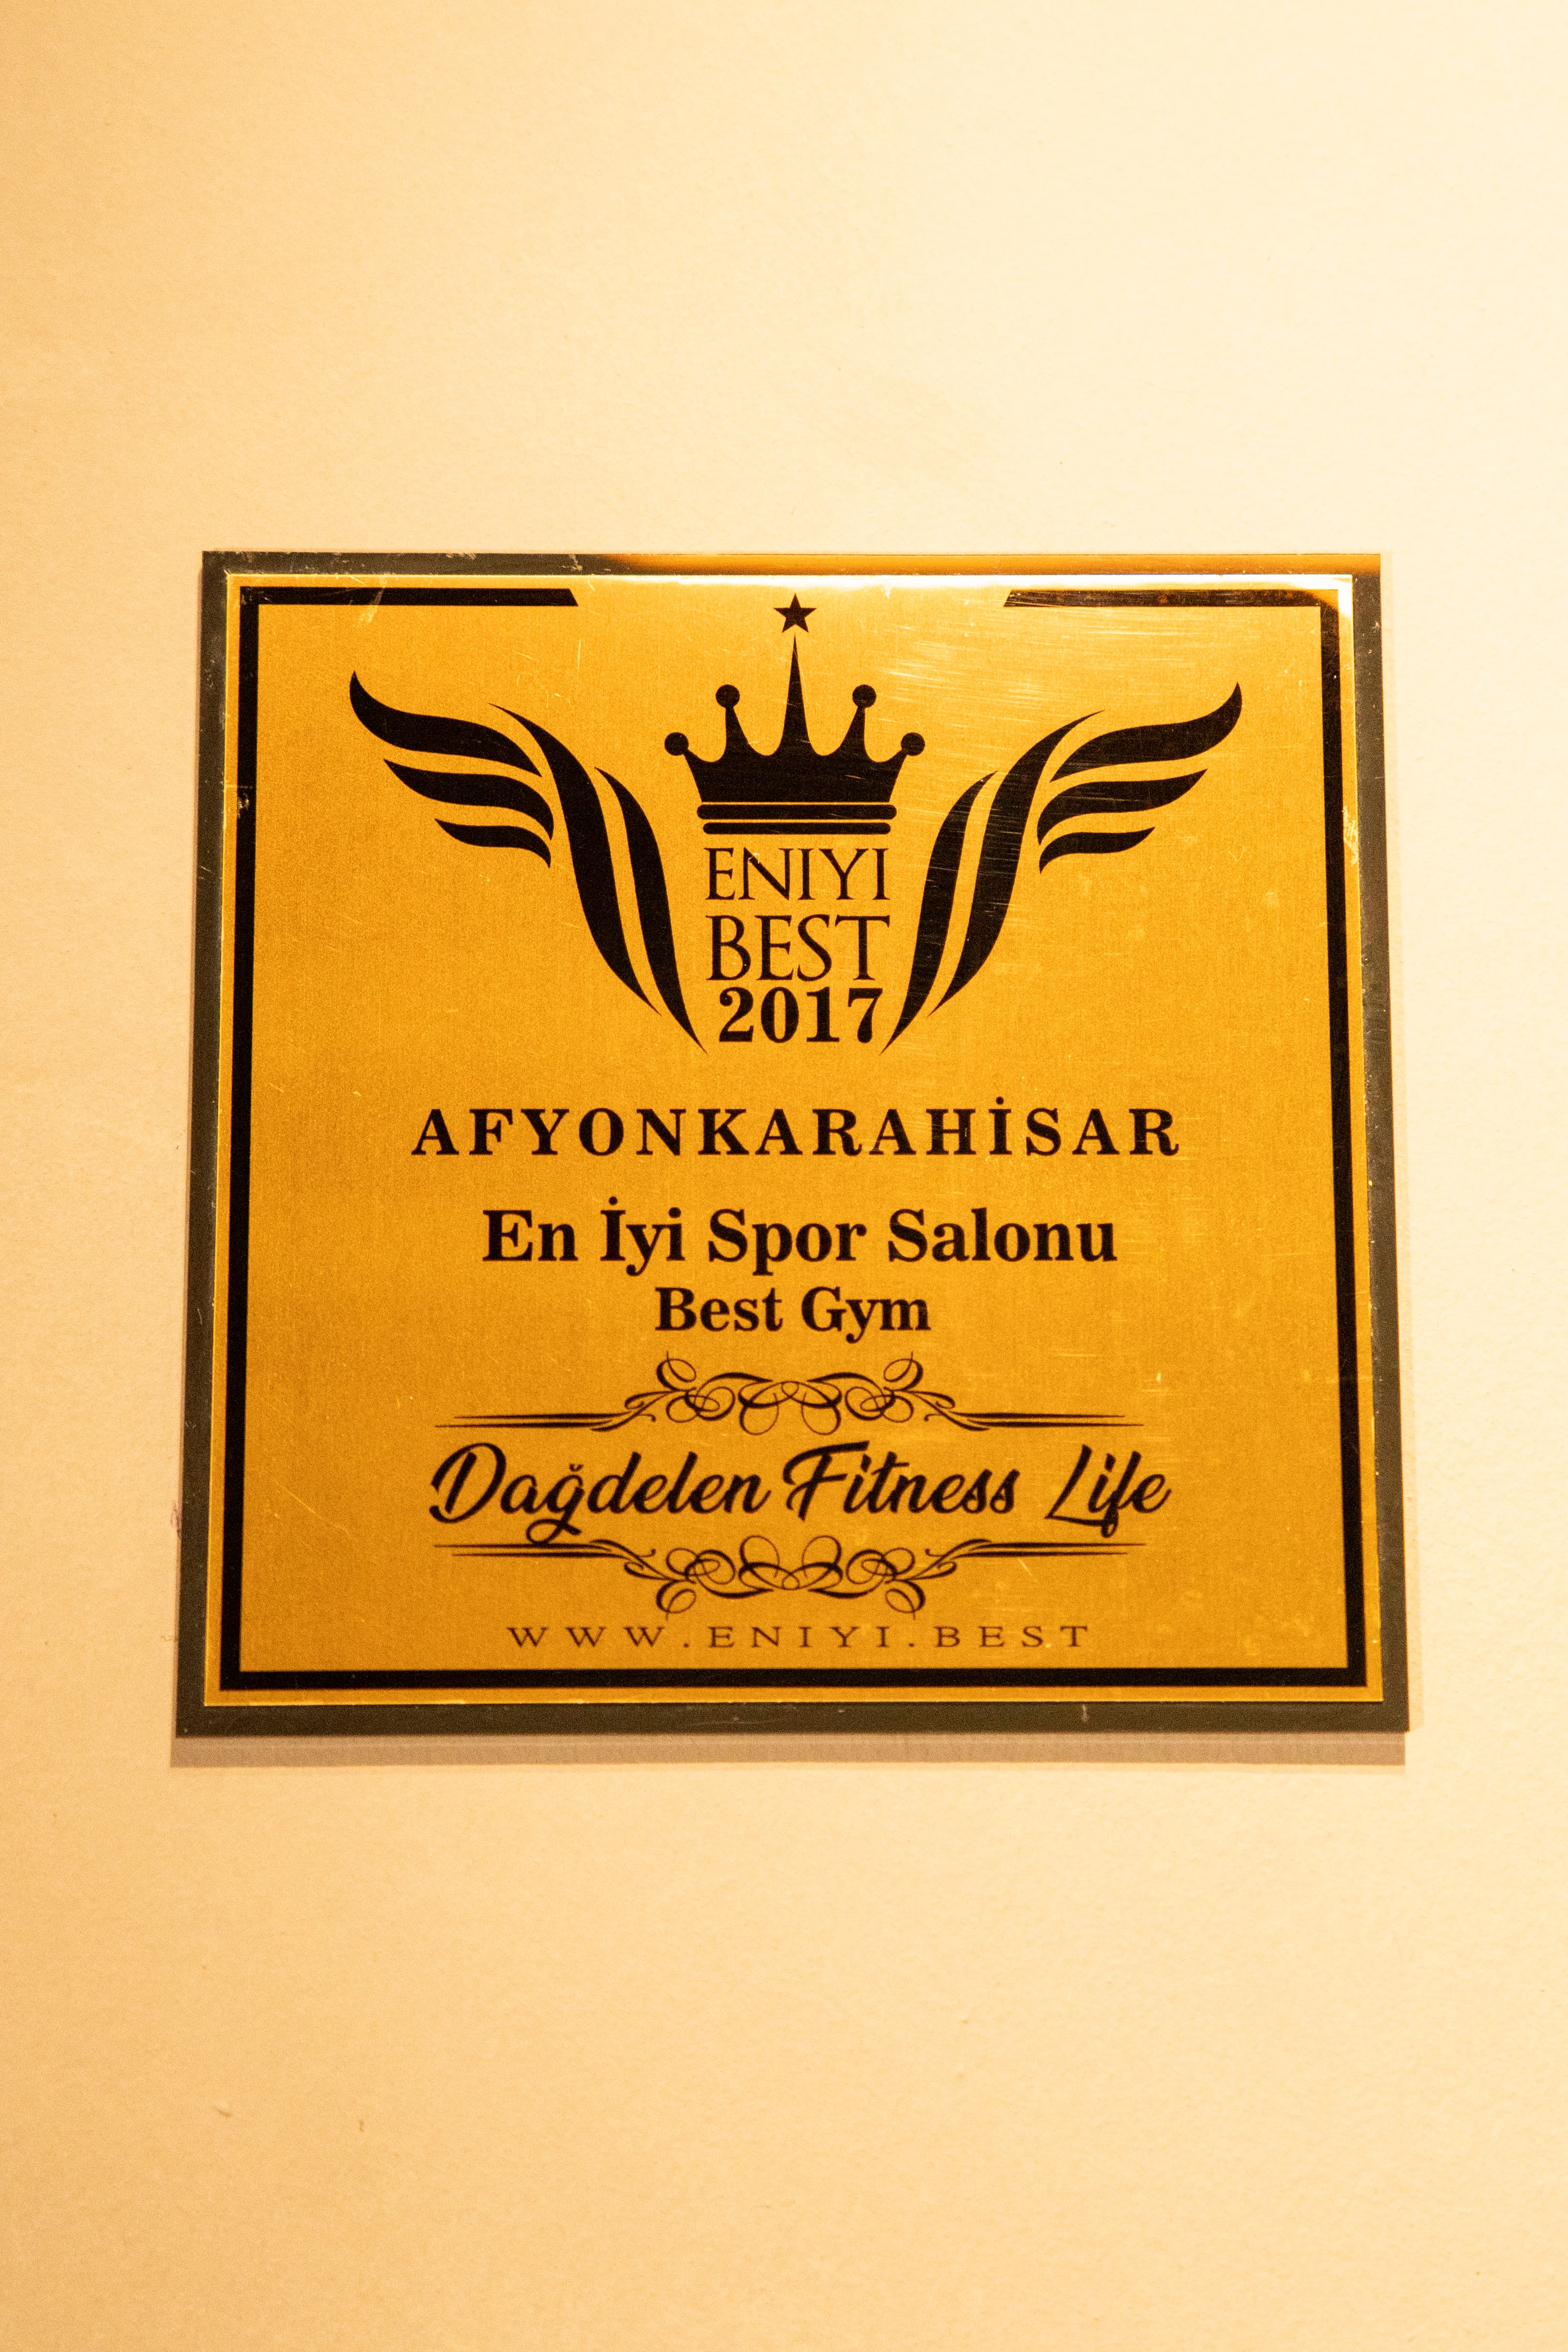 ENIYI
BEST
2017
AFYONKARAHİSAR
En İyi Spor Salonu
Best Gym
Dağdelen Fitness Life
WWW.ENIYI.BEST